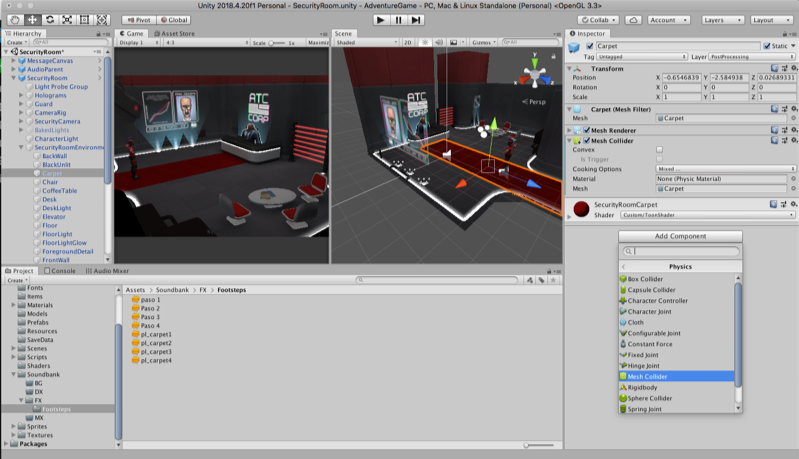 Unity 2018.4.20f1 Personal - SecurityRoom.unity - AdventureGame - PC, Mac & Linux Standalone (Personal) <OpenGL 3.3>
Pivot Global
Collab Account Layers Layout
Hierarchy
Create All
SecurityRoom*
MessageCanvas
AudioParent
SecurityRoom
Light Probe Group
Holograms
Guard
CameraRig
SecurityCamera
BakedLights
CharacterLight
SecurityRoomEnvironme
BackWall
BlackUnlit
Carpet
Chair
CoffeeTable
Desk
DeskLight
Elevator
Floor
FloorLight
FloorLightGlow
ForegroundDetail
FrontWall
Game Asset Store
Display 1 4:3 Scale 1x Maximize
ATC
CORP
Scene
Shaded 2D Gizmos All
ATC
CORP
y
x
Persp
Inspector
Carpet Static
Tag Untagged Layer PostProcessing
Transform
Position X -0.6546839 Y -2.584938 Z 0.02689331
Rotation X 0 Y 0 Z 0
Scale X 1 Y 1 Z 1
Carpet (Mesh Filter)
Mesh Carpet
Mesh Renderer
Mesh Collider
Convex
Is Trigger
Cooking Options Mixed ...
Material None (Physic Material)
Mesh Carpet
SecurityRoomCarpet
Shader Custom/ToonShader
Add Component
Physics
Box Collider
Capsule Collider
Character Controller
Character Joint
Cloth
Configurable Joint
Constant Force
Fixed Joint
Hinge Joint
Mesh Collider
Rigidbody
Sphere Collider
Spring Joint
Project Console Audio Mixer
Create
Fonts
Items
Materials
Models
Prefabs
Resources
SaveData
Scenes
Scripts
Shaders
Soundbank
BG
DX
FX
Footsteps
MX
Sprites
Textures
Packages
Assets Soundbank FX Footsteps
paso 1
Paso 2
Paso 3
Paso 4
pl_carpet1
pl_carpet2
pl_carpet3
pl_carpet4